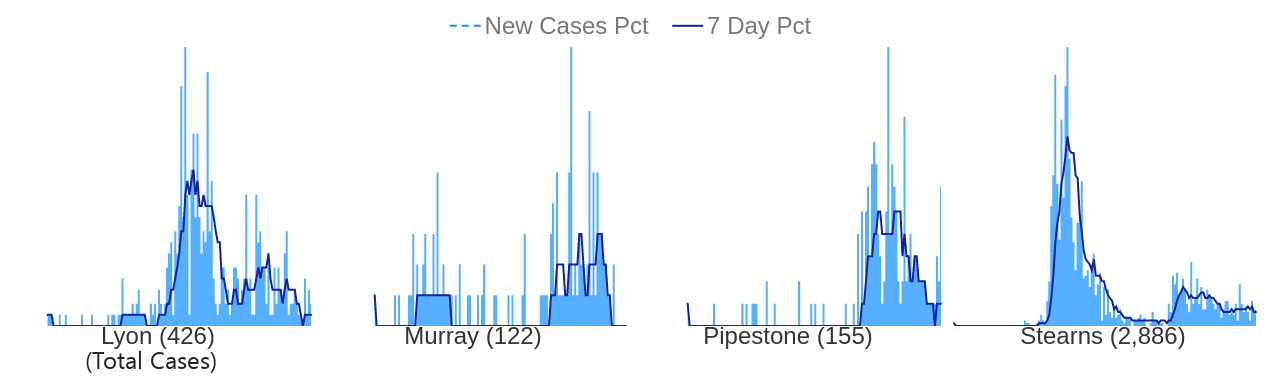 New Cases Pct 7 Day Pct
Lyon (426) Murray (122) Pipestone (155) Stearns (2,886)
(Total Cases)